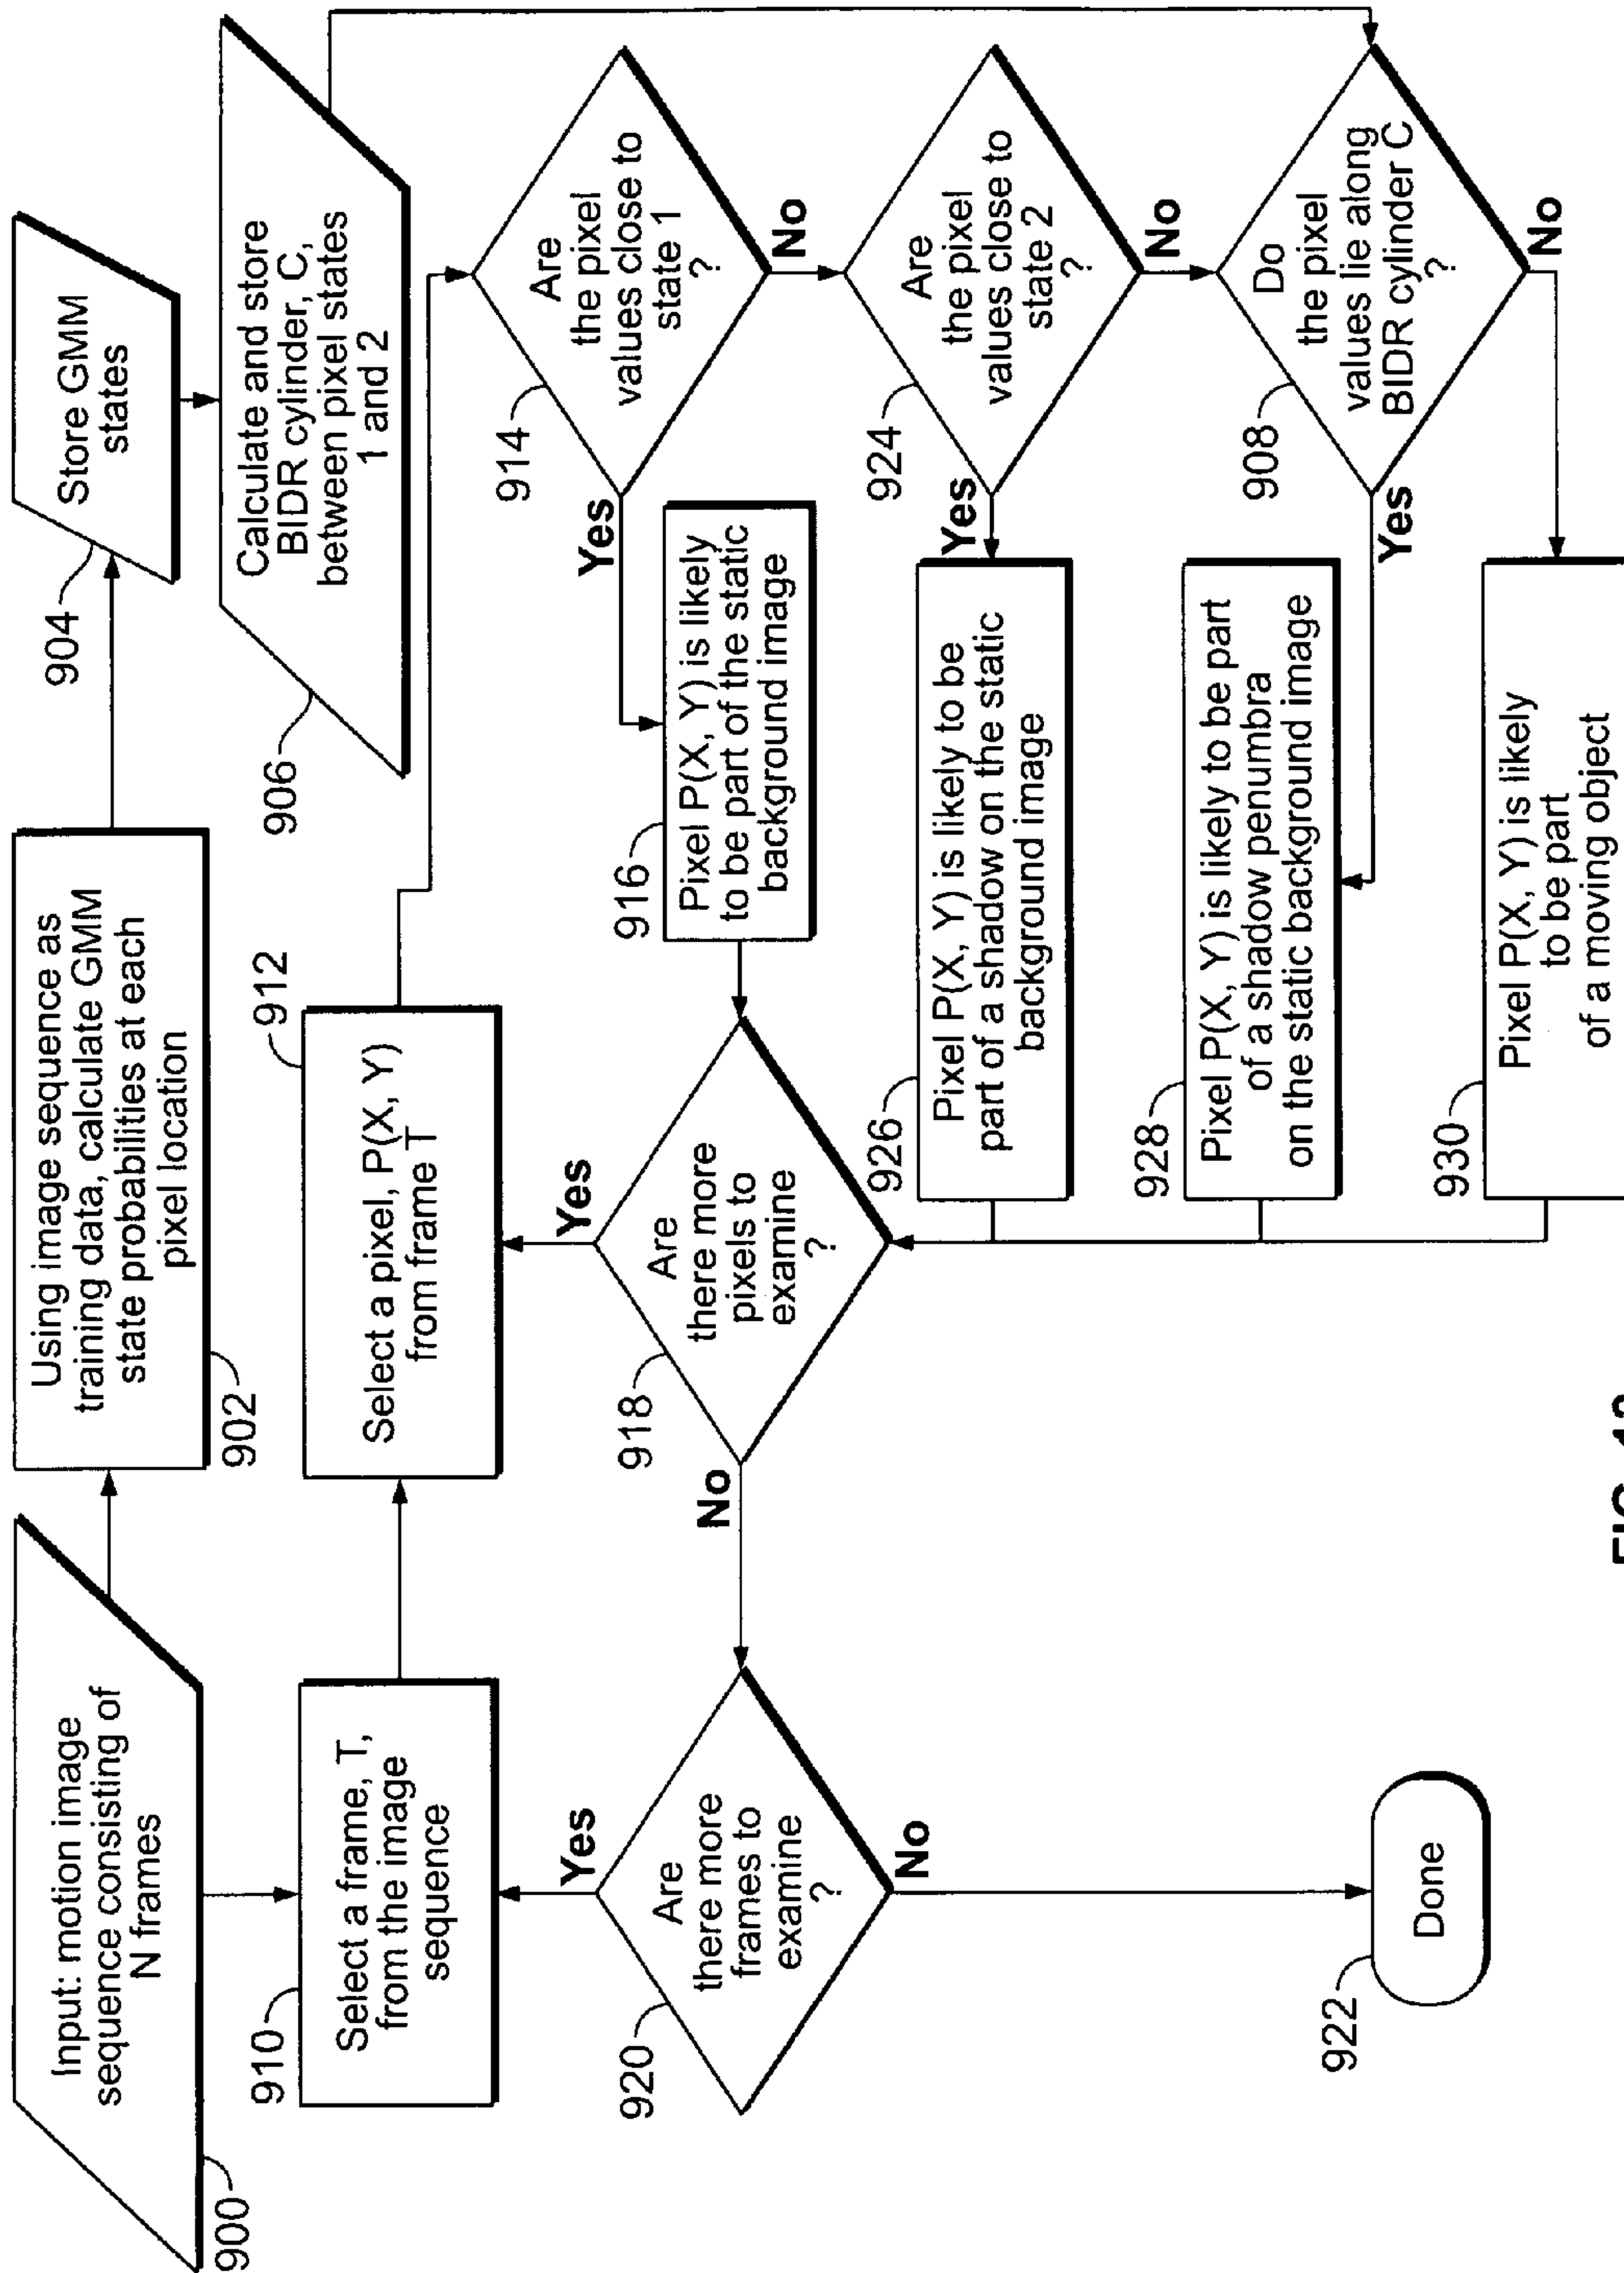 Input: motion image
sequence consisting of
N frames
900
Using image sequence as
training data, calculate GMM
state probabilities at each
pixel location
902
Store GMM
states
904
Calculate and store
BIDR cylinder, C,
between pixel states
1 and 2
906
Select a frame, T,
from the image
sequence
910
Select a pixel, P(X, Y)
from frame T
912
Are
the pixel
values close to
state 1
?
914
Yes
No
Pixel P(X, Y) is likely
to be part of the static
background image
916
Are
there more
pixels to
examine
?
918
Yes
No
Are
there more
frames to
examine
?
920
Yes
No
Are
the pixel
values close to
state 2
?
924
Yes
No
Pixel P(X, Y) is likely to be
part of a shadow on the static
background image
926
Do
the pixel
values lie along
BIDR cylinder C
?
908
Yes
No
Pixel P(X, Y) is likely to be part
of a shadow penumbra
on the static background image
928
Pixel P(X, Y) is likely
to be part
of a moving object
930
Done
922